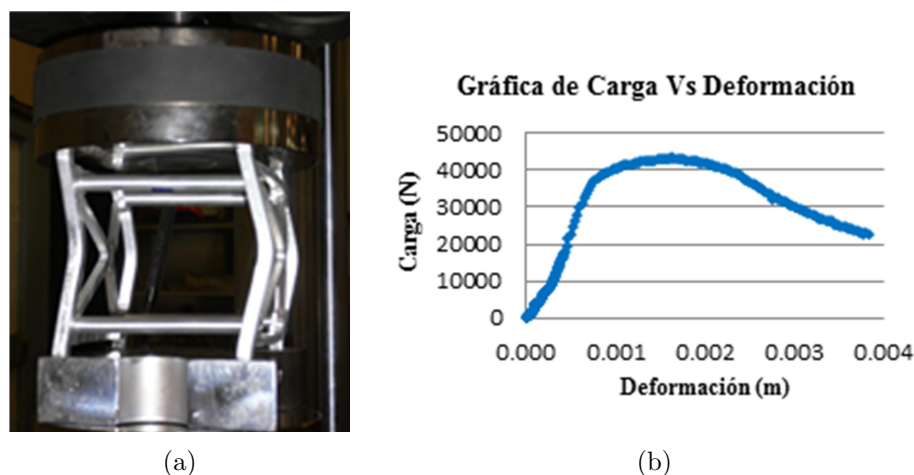 Gráfica de Carga Vs Deformación
50000
40000
30000
20000
10000
0
Carga (N)
0.000 0.001 0.002 0.003 0.004
Deformación (m)
(a)
(b)